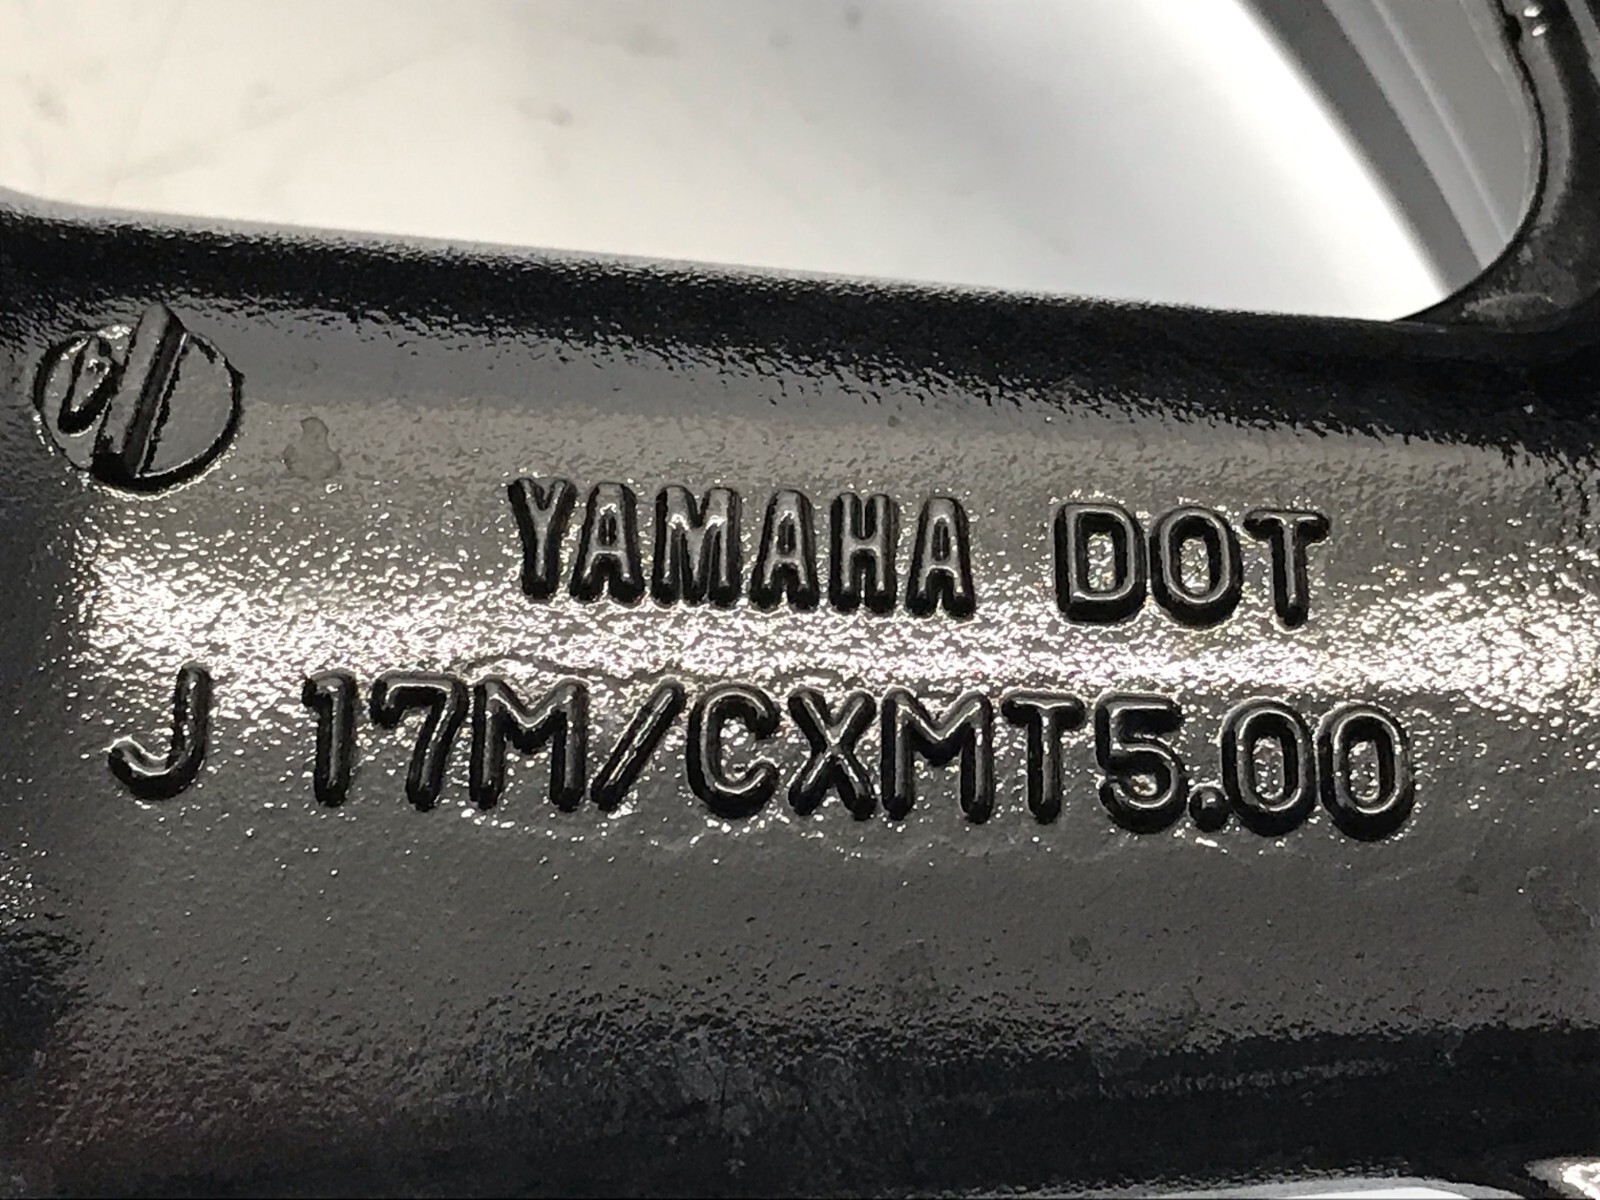 YAMAHA DOT
J 17M/CXMT5.00